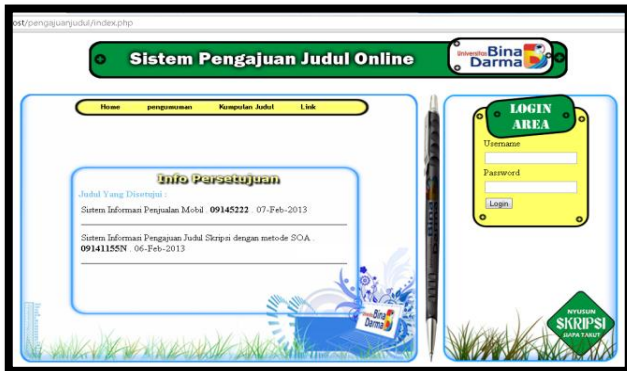 ost/pengajuanjudul/index.php
Sistem Pengajuan Judul Online
Universitas Bina
Darma
Home pengumuman Kumpulan Judul Link
Info Persetujuan
Judul Yang Disetujui :
Sistem Informasi Penjualan Mobil . 09145222 . 07-Feb-2013
Sistem Informasi Pengajuan Judul Skripsi dengan metode SOA .
09141155N . 06-Feb-2013
Bina
Darma
LOGIN
AREA
Username
Password
Login
NYUSUN
SKRIPSI
SIAPA TAKUT